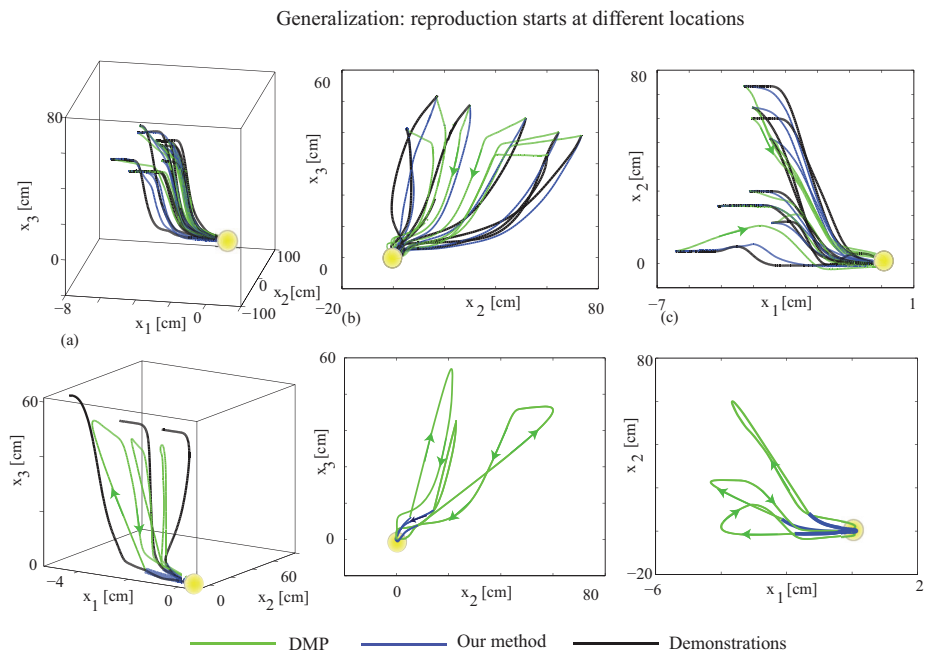 Generalization: reproduction starts at different locations
80
x3 [cm]
0
−8
x1 [cm]
0
−100
0
100
x2 [cm]
(a)
60
x3 [cm]
0
−20
x2 [cm]
80
(b)
80
x2 [cm]
0
−7
x1 [cm]
1
(c)
60
x3 [cm]
0
−4
x1 [cm]
0
0
x2 [cm]
60
60
x3 [cm]
0
0
x2 [cm]
80
80
x2 [cm]
−20
−6
x1 [cm]
2
DMP
Our method
Demonstrations